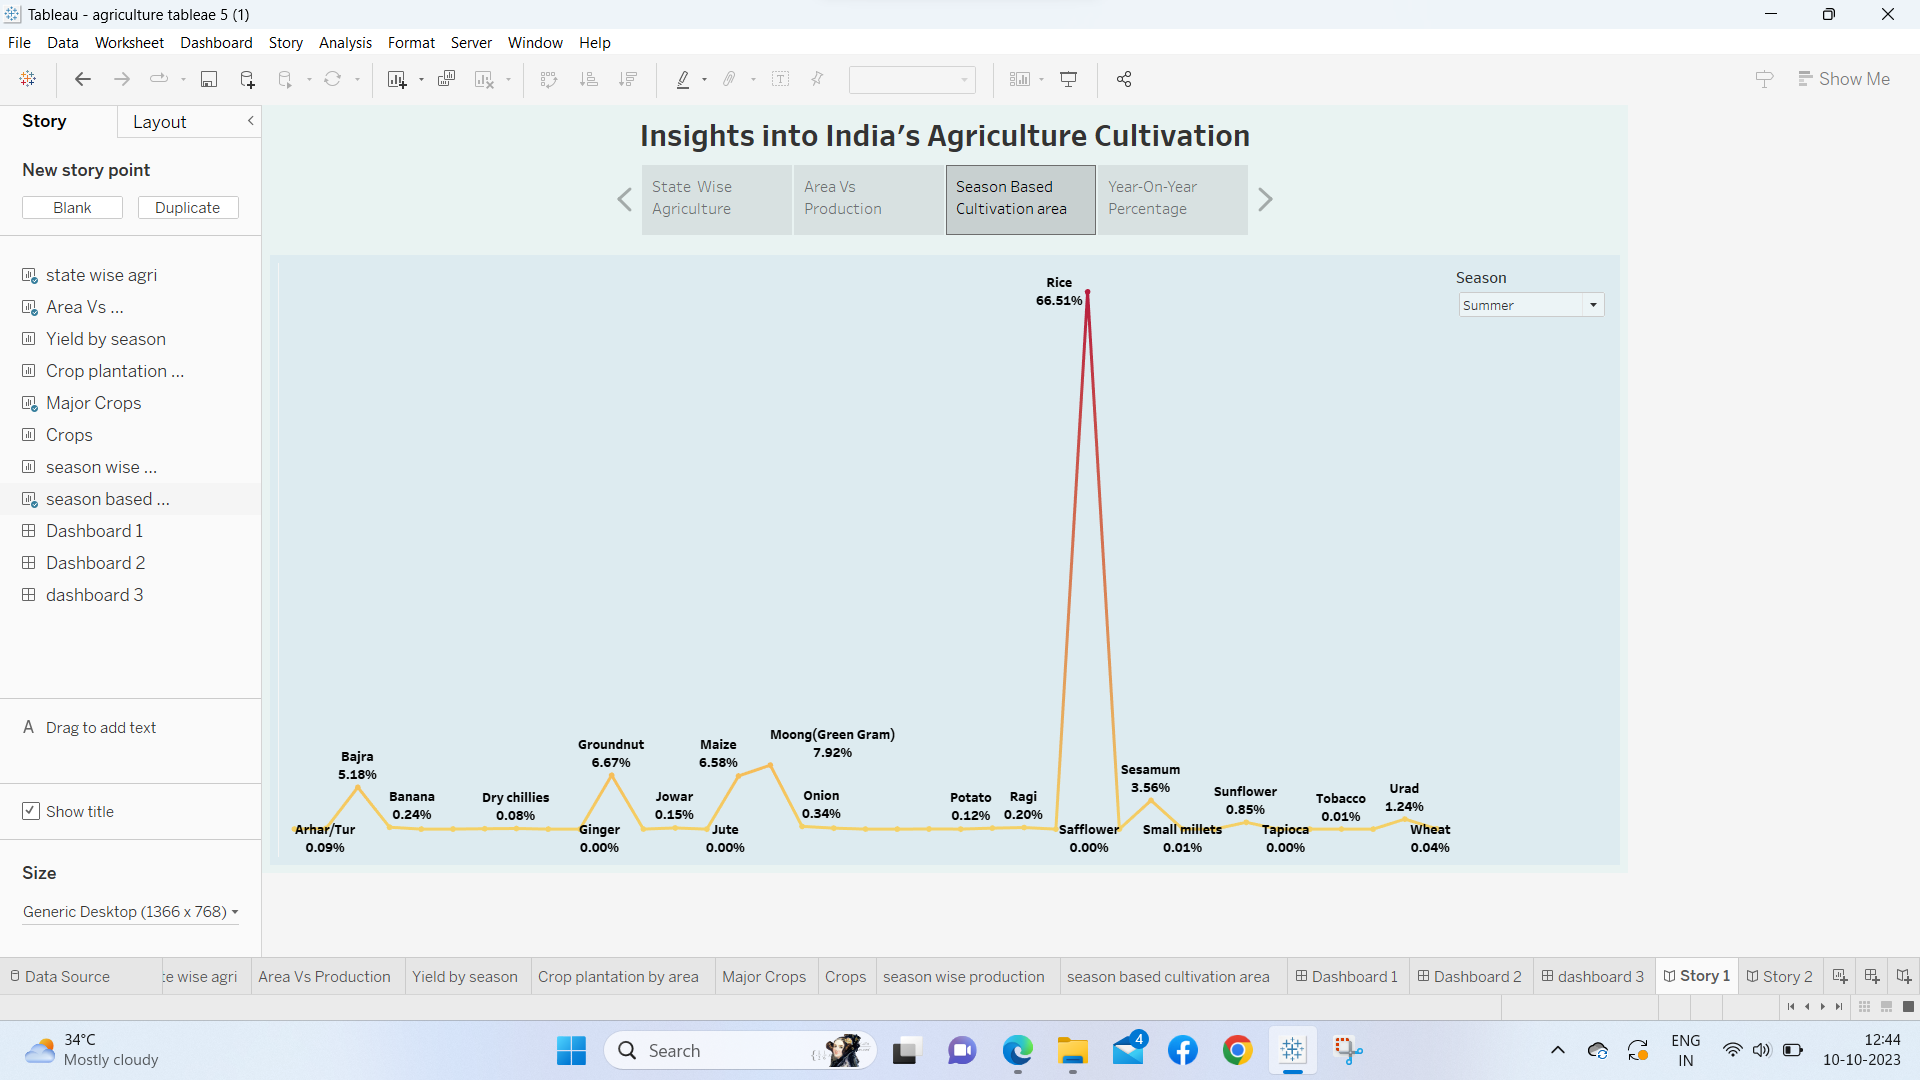 Tableau - agriculture tableae 5 (1)
File Data Worksheet Dashboard Story Analysis Format Server Window Help
Show Me
Story Layout
New story point
Blank Duplicate
state wise agri
Area Vs ...
Yield by season
Crop plantation ...
Major Crops
Crops
season wise ...
season based ...
Dashboard 1
Dashboard 2
dashboard 3
A Drag to add text
Show title
Size
Generic Desktop (1366 x 768)
Insights into India's Agriculture Cultivation
State Wise
Agriculture
Area Vs
Production
Season Based
Cultivation area
Year-On-Year
Percentage
Season
Summer
Rice
66.51%
Arhar/Tur
0.09%
Bajra
5.18%
Banana
0.24%
Dry chillies
0.08%
Ginger
0.00%
Groundnut
6.67%
Jowar
0.15%
Jute
0.00%
Maize
6.58%
Moong(Green Gram)
7.92%
Onion
0.34%
Potato
0.12%
Ragi
0.20%
Safflower
0.00%
Sesamum
3.56%
Small millets
0.01%
Sunflower
0.85%
Tapioca
0.00%
Tobacco
0.01%
Urad
1.24%
Wheat
0.04%
Data Source te wise agri Area Vs Production Yield by season Crop plantation by area Major Crops Crops season wise production season based cultivation area Dashboard 1 Dashboard 2 dashboard 3 Story 1 Story 2
34°C
Mostly cloudy
Search
4
ENG
IN
12:44
10-10-2023